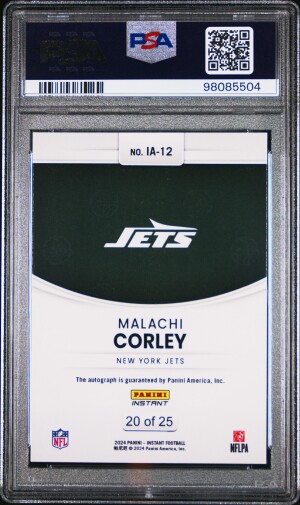 PSA
98085504
NO. IA-12
JETS
MALACHI
CORLEY
NEW YORK JETS
The autograph is guaranteed by Panini America, Inc.
PANINI
INSTANT
20 of 25
NFL
NFLPA
2024 PANINI – INSTANT FOOTBALL
© 2024 Panini America, Inc.